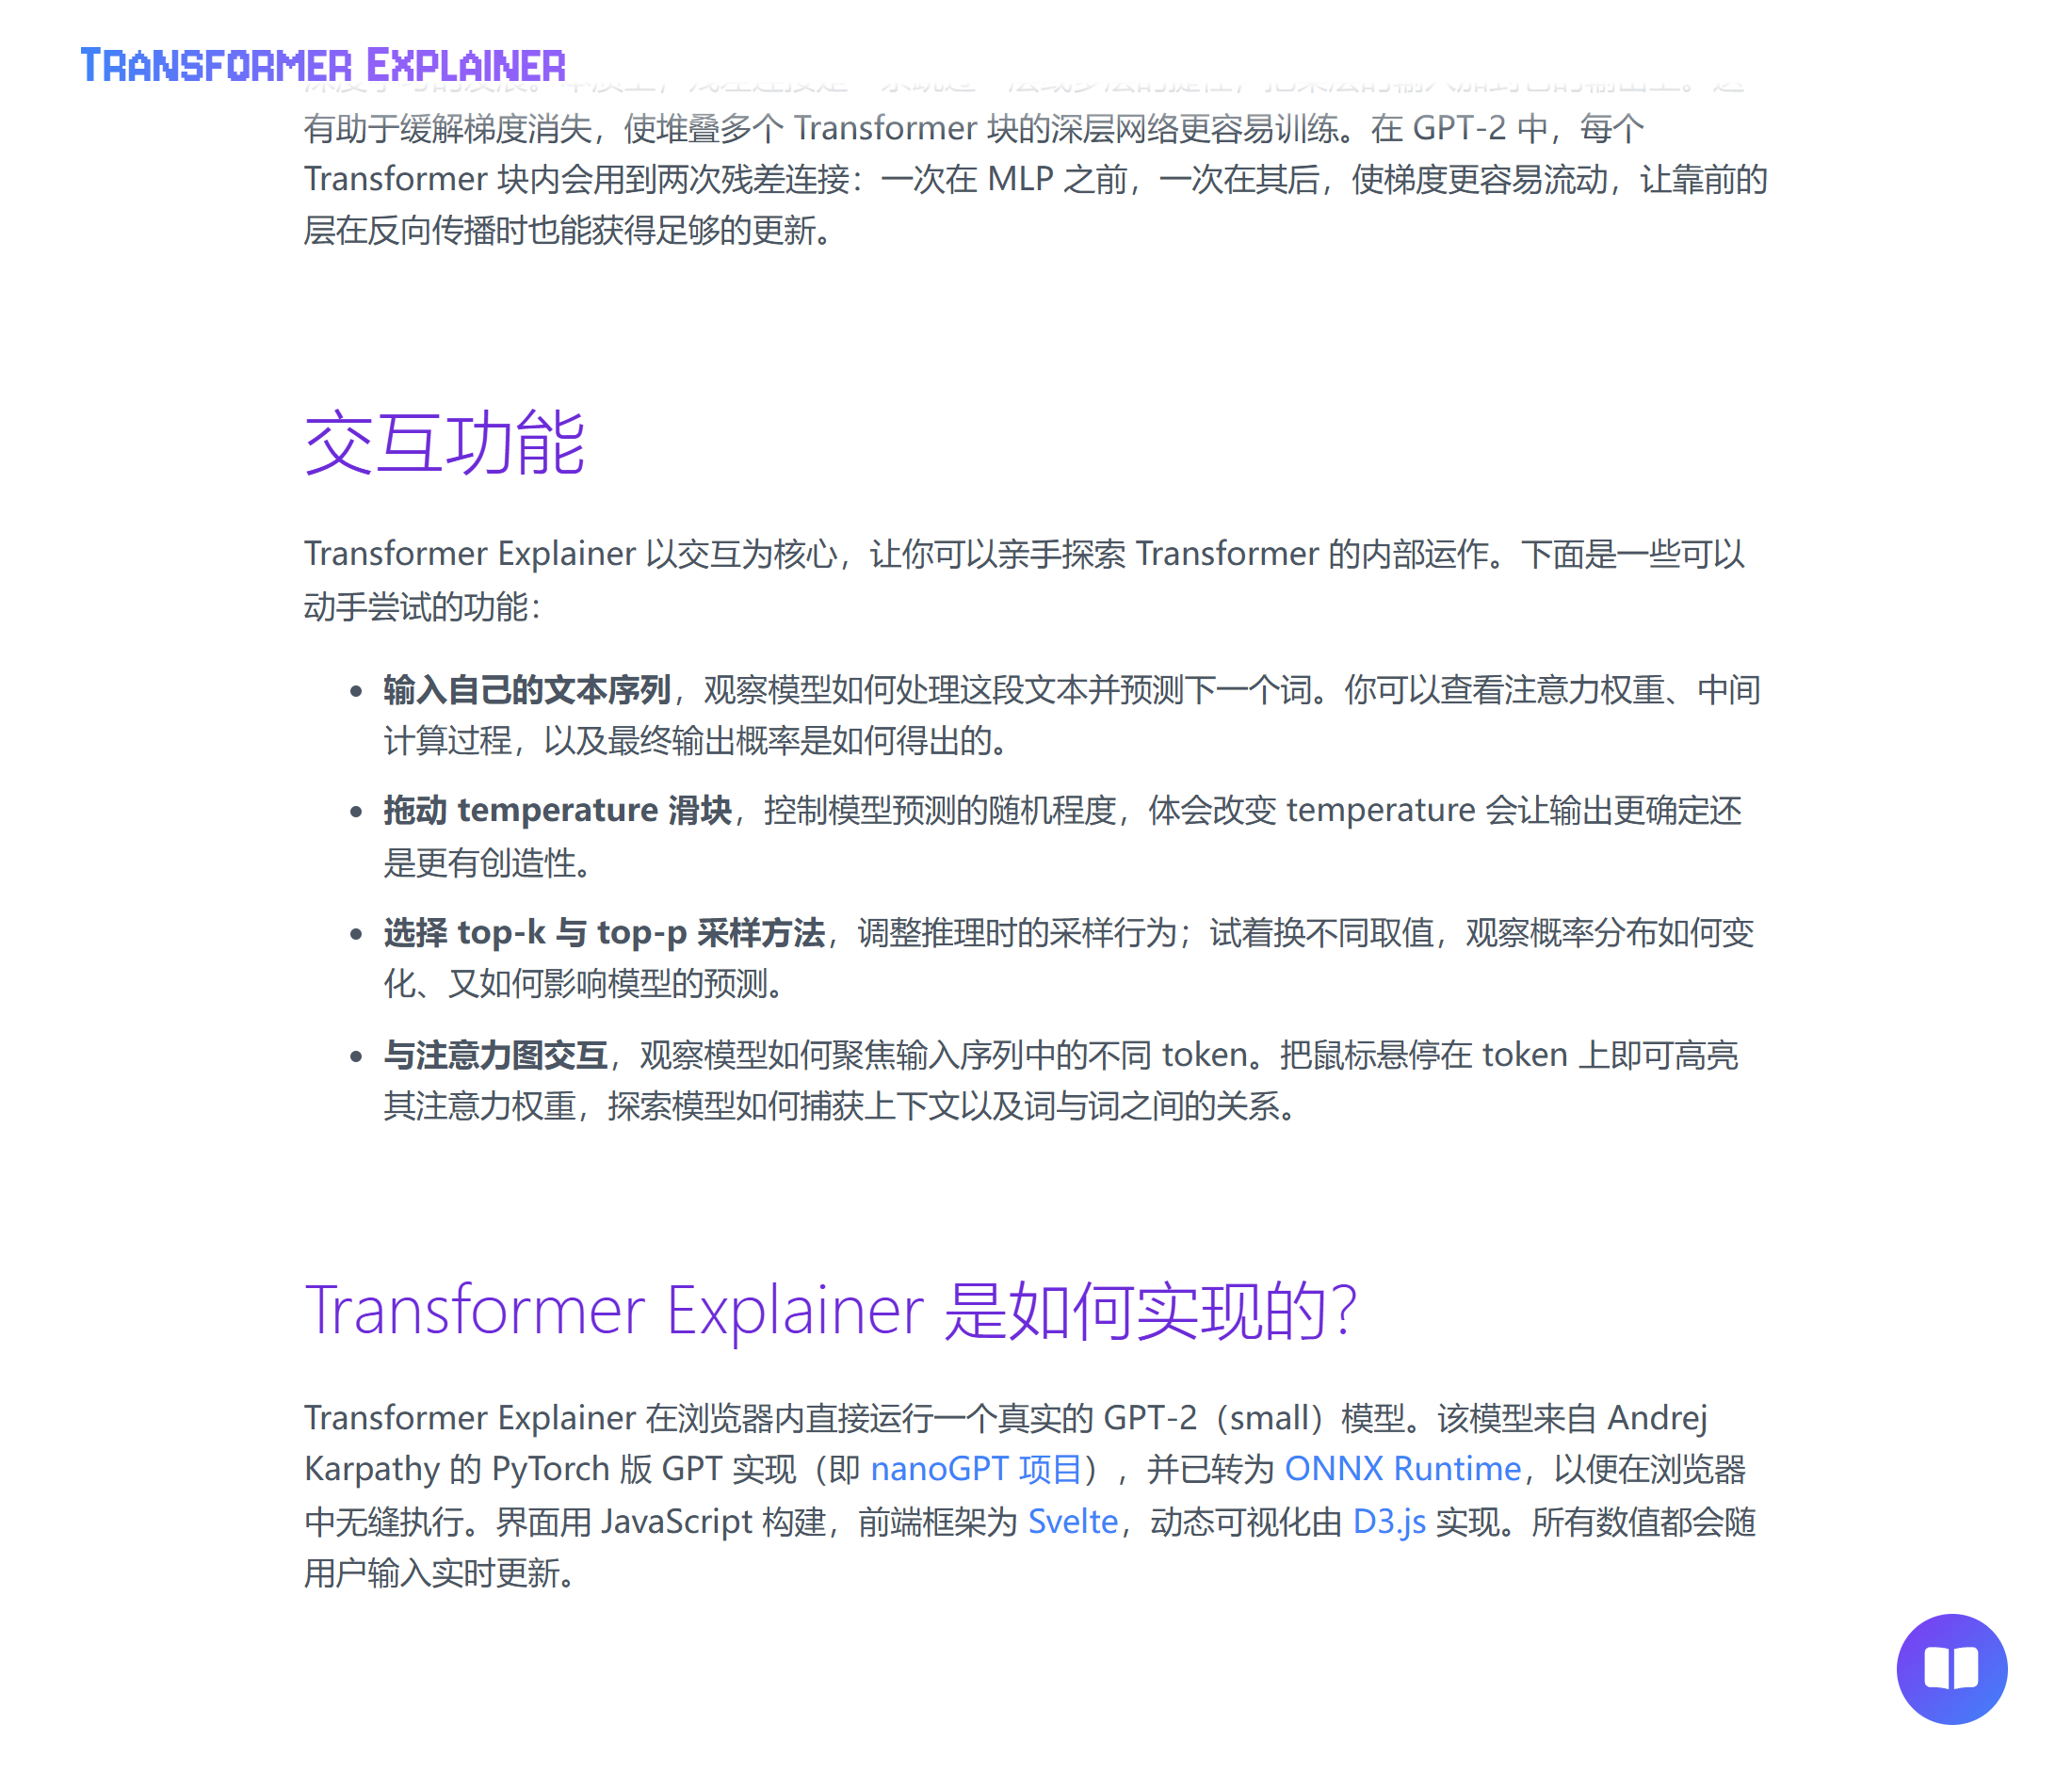 TRANSFORMER EXPLAINER
有助于缓解梯度消失，使堆叠多个 Transformer 块的深层网络更容易训练。在 GPT-2 中，每个
Transformer 块内会用到两次残差连接：一次在 MLP 之前，一次在其后，使梯度更容易流动，让靠前的
层在反向传播时也能获得足够的更新。
交互功能
Transformer Explainer 以交互为核心，让你可以亲手探索 Transformer 的内部运作。下面是一些可以
动手尝试的功能：
• 输入自己的文本序列，观察模型如何处理这段文本并预测下一个词。你可以查看注意力权重、中间
计算过程，以及最终输出概率是如何得出的。
• 拖动 temperature 滑块，控制模型预测的随机程度，体会改变 temperature 会让输出更确定还
是更有创造性。
• 选择 top-k 与 top-p 采样方法，调整推理时的采样行为；试着换不同取值，观察概率分布如何变
化、又如何影响模型的预测。
• 与注意力图交互，观察模型如何聚焦输入序列中的不同 token。把鼠标悬停在 token 上即可高亮
其注意力权重，探索模型如何捕获上下文以及词与词之间的关系。
Transformer Explainer 是如何实现的？
Transformer Explainer 在浏览器内直接运行一个真实的 GPT-2（small）模型。该模型来自 Andrej
Karpathy 的 PyTorch 版 GPT 实现（即 nanoGPT 项目），并已转为 ONNX Runtime，以便在浏览器
中无缝执行。界面用 JavaScript 构建，前端框架为 Svelte，动态可视化由 D3.js 实现。所有数值都会随
用户输入实时更新。